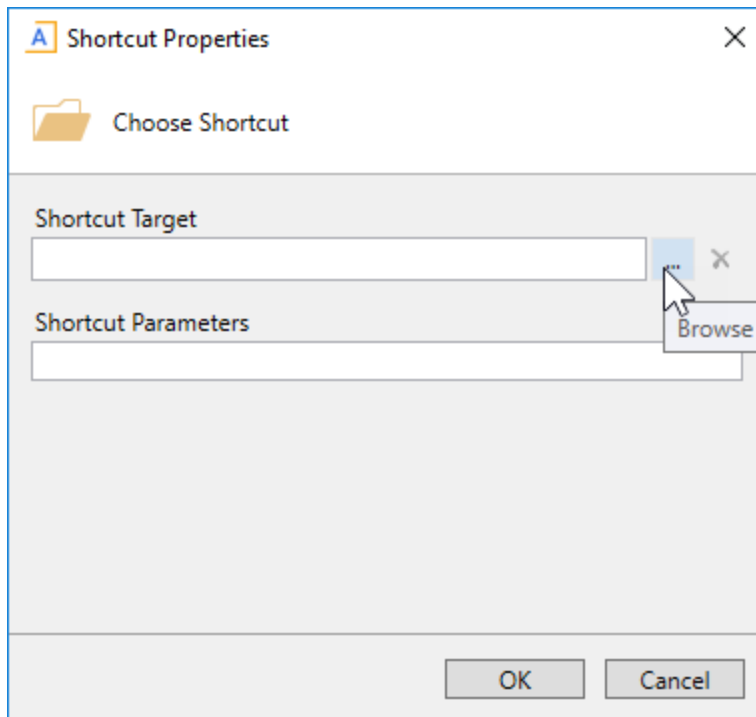 A Shortcut Properties
Choose Shortcut
Shortcut Target
...
Browse
Shortcut Parameters
OK Cancel